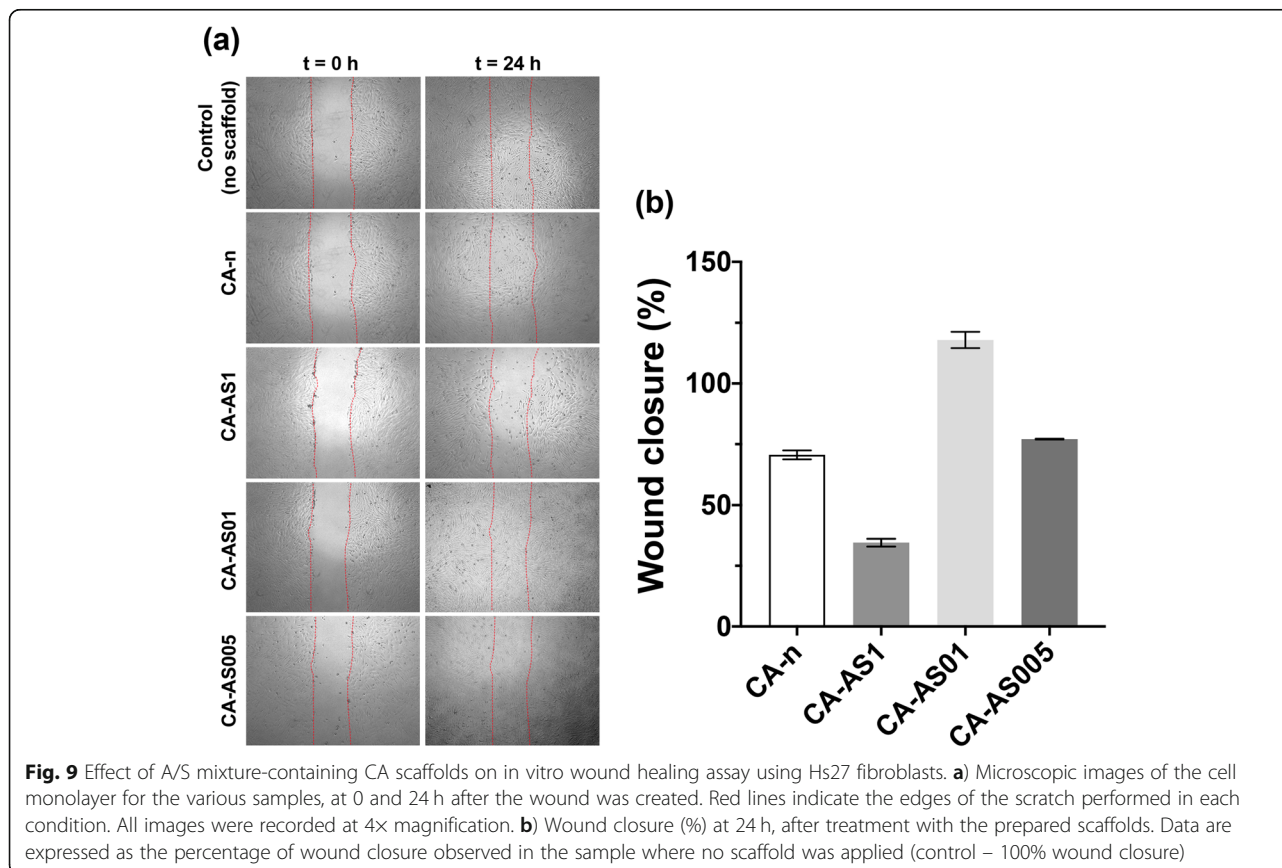 (a)
t = 0 h
t = 24 h
Control
(no scaffold)
CA-n
CA-AS1
CA-AS01
CA-AS005
(b)
Wound closure (%)
150
100
50
0
CA-n
CA-AS1
CA-AS01
CA-AS005
Fig. 9 Effect of A/S mixture-containing CA scaffolds on in vitro wound healing assay using Hs27 fibroblasts. a) Microscopic images of the cell
monolayer for the various samples, at 0 and 24 h after the wound was created. Red lines indicate the edges of the scratch performed in each
condition. All images were recorded at 4× magnification. b) Wound closure (%) at 24 h, after treatment with the prepared scaffolds. Data are
expressed as the percentage of wound closure observed in the sample where no scaffold was applied (control – 100% wound closure)